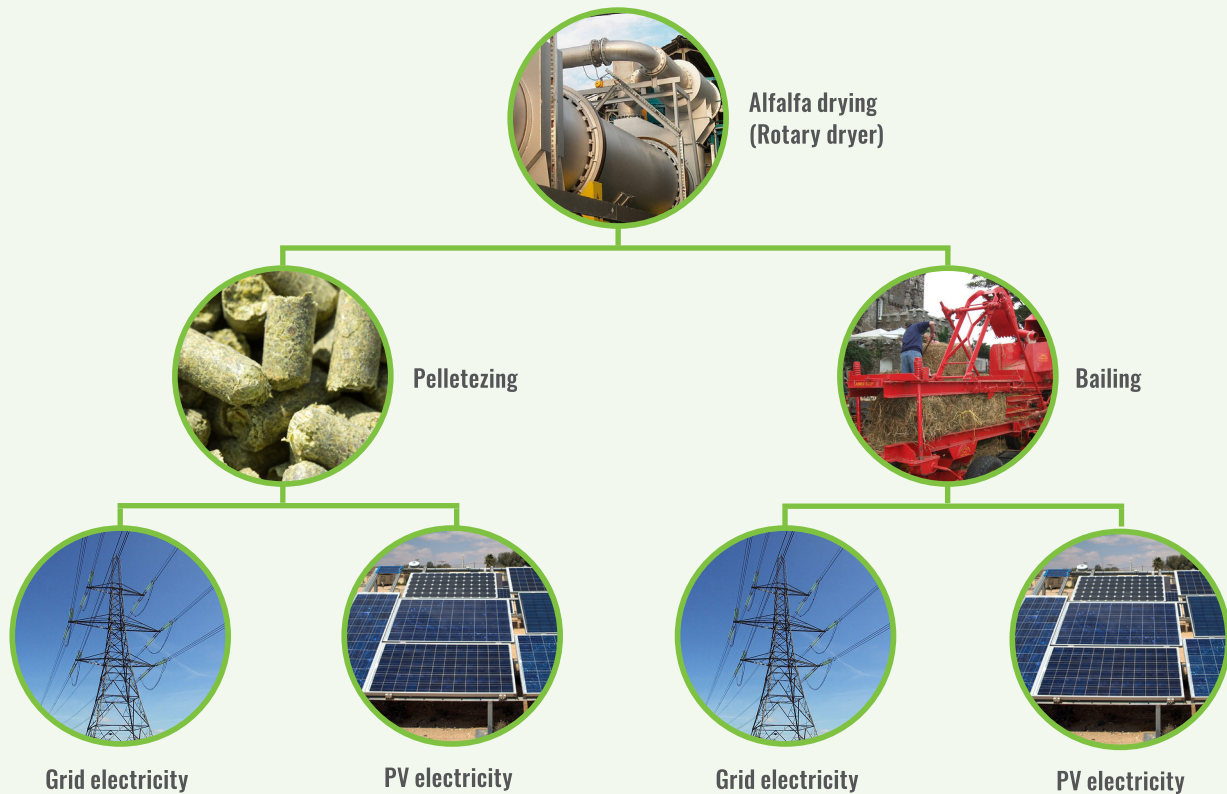 Alfalfa drying
(Rotary dryer)
Pelletezing
Bailing
Grid electricity
PV electricity
Grid electricity
PV electricity